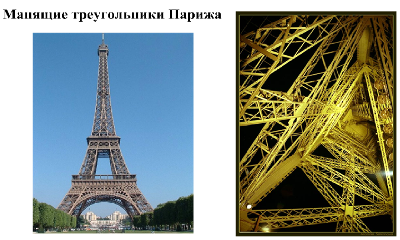 Манящие треугольники Парижа